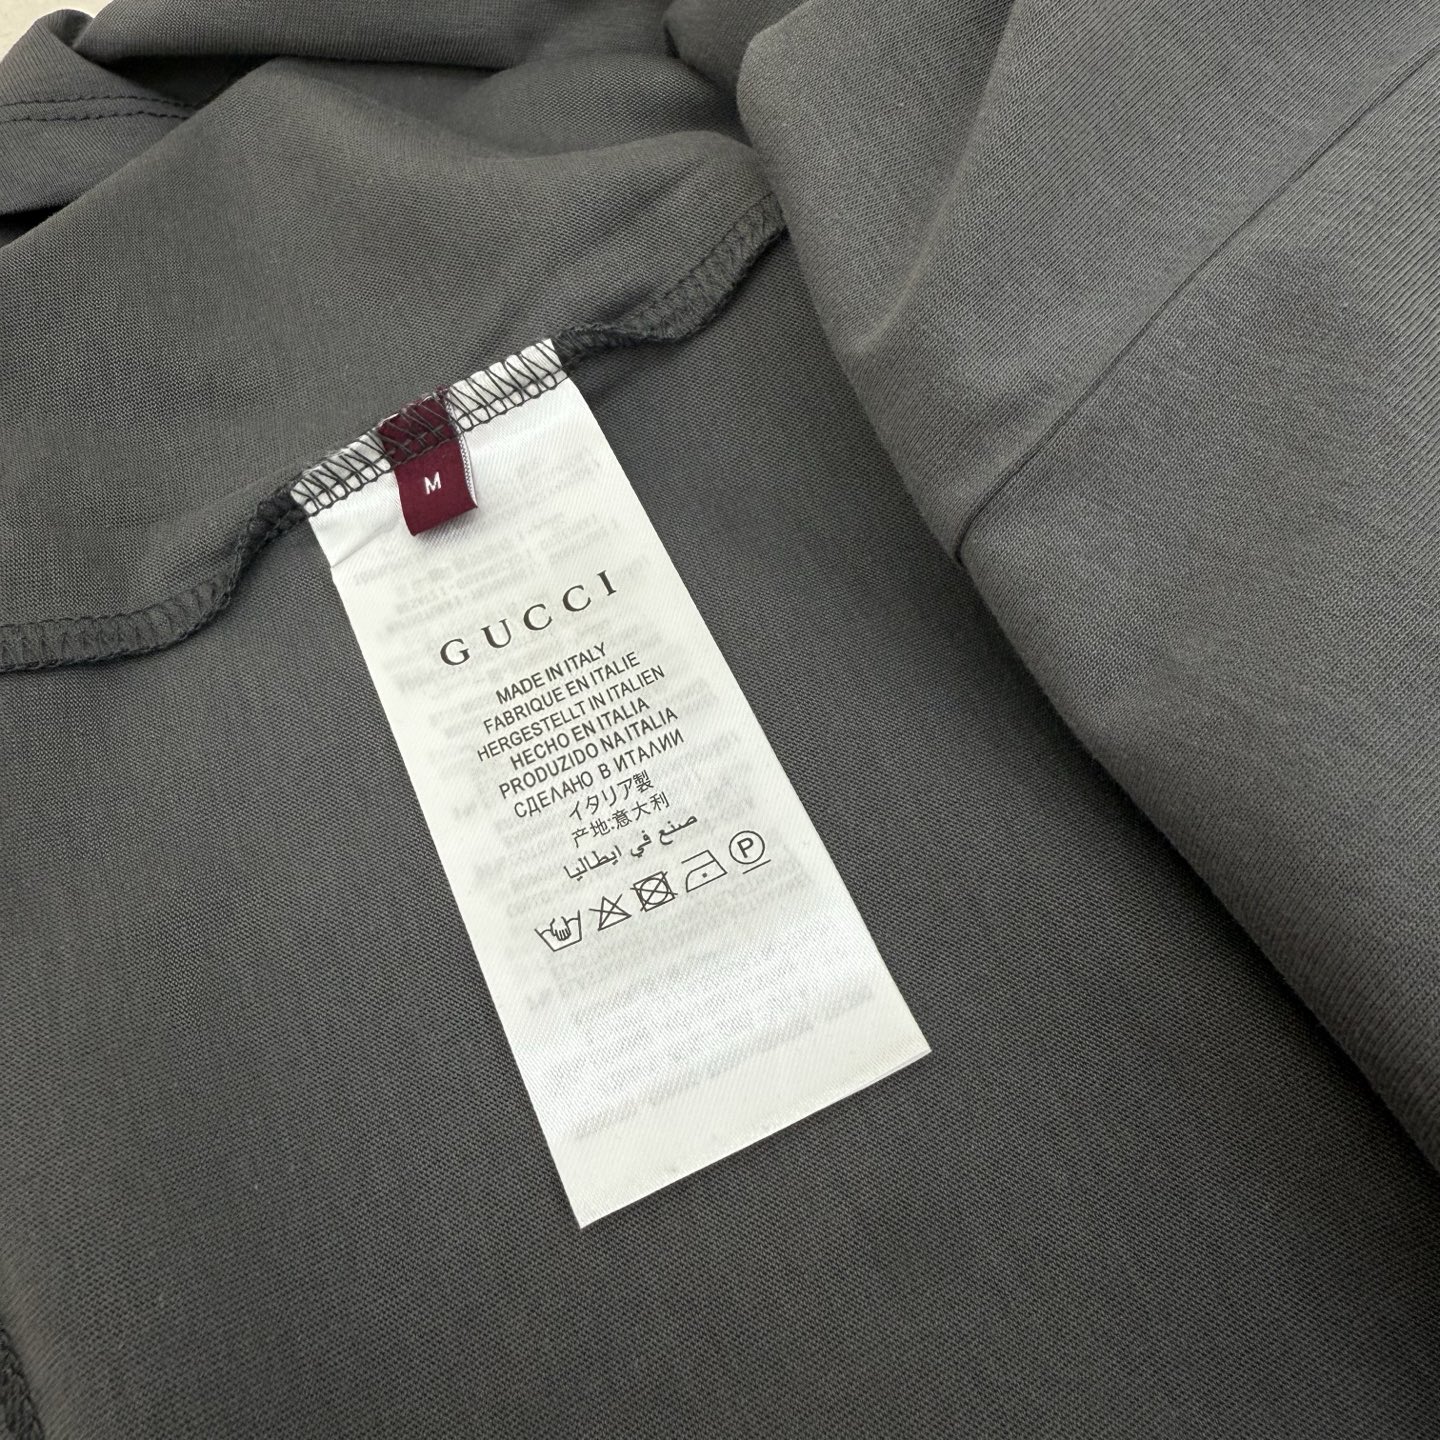 M
GUCCI
MADE IN ITALY
FABRIQUE EN ITALIE
HERGESTELLT IN ITALIEN
HECHO EN ITALIA
PRODUZIDO NA ITALIA
СДЕЛАНО В ИТАЛИИ
イタリア製
产地:意大利
صنع في ايطاليا
P